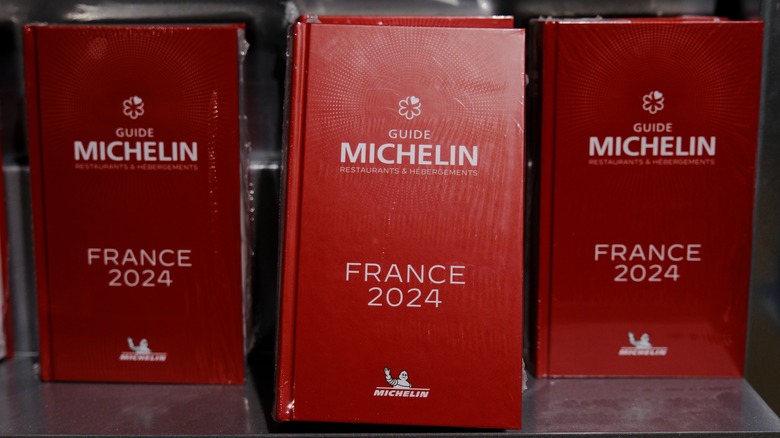 GUIDE
MICHELIN
RESTAURANTS & HÉBERGEMENTS
FRANCE
2024
MICHELIN
GUIDE
MICHELIN
RESTAURANTS & HÉBERGEMENTS
FRANCE
2024
MICHELIN
GUIDE
MICHELIN
RESTAURANTS & HÉBERGEMENTS
FRANCE
2024
MICHELIN